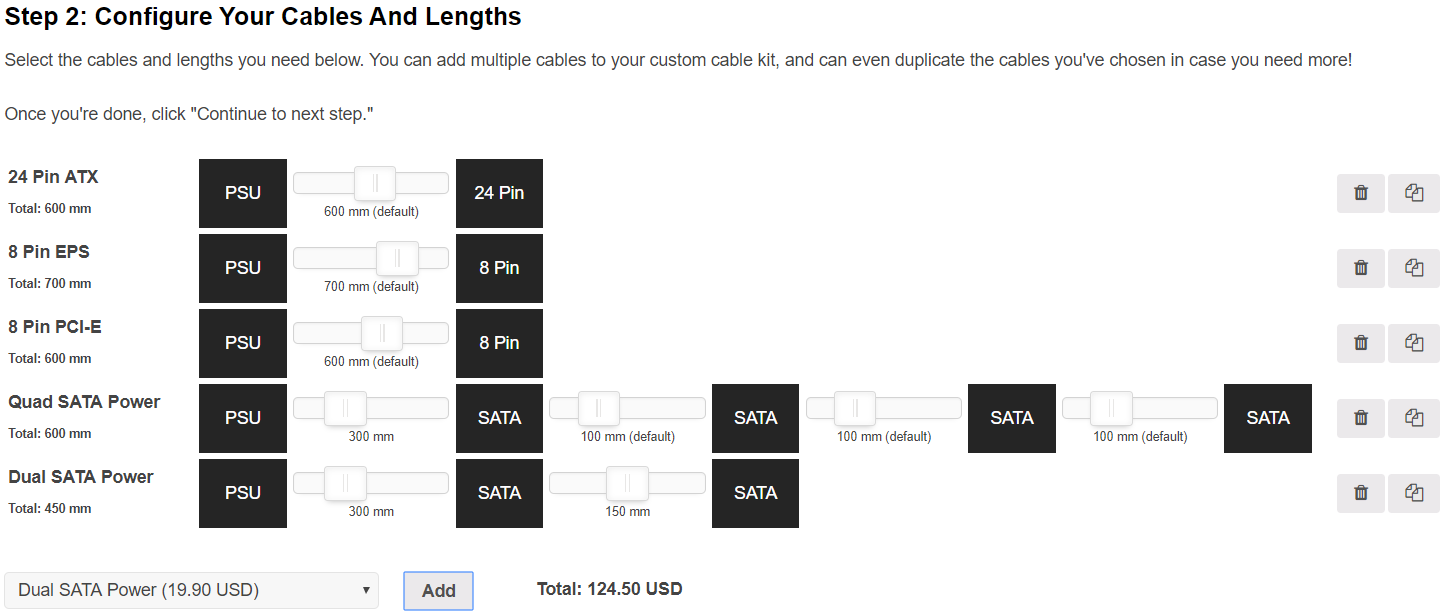 Step 2: Configure Your Cables And Lengths
Select the cables and lengths you need below. You can add multiple cables to your custom cable kit, and can even duplicate the cables you've chosen in case you need more!
Once you're done, click "Continue to next step."
24 Pin ATX
Total: 600 mm
PSU
600 mm (default)
24 Pin
8 Pin EPS
Total: 700 mm
PSU
700 mm (default)
8 Pin
8 Pin PCI-E
Total: 600 mm
PSU
600 mm (default)
8 Pin
Quad SATA Power
Total: 600 mm
PSU
300 mm
SATA
100 mm (default)
SATA
100 mm (default)
SATA
100 mm (default)
SATA
Dual SATA Power
Total: 450 mm
PSU
300 mm
SATA
150 mm
SATA
Dual SATA Power (19.90 USD)
Add
Total: 124.50 USD